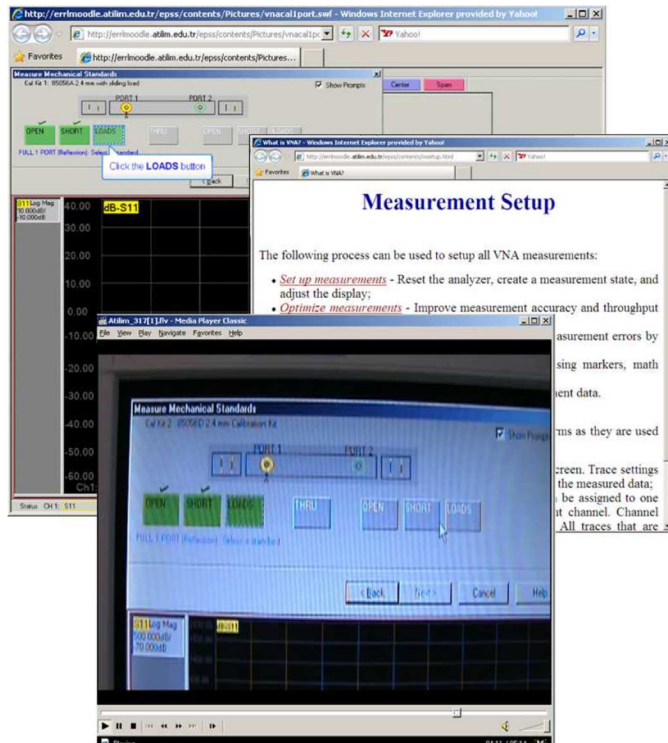 http://errlmoodle.atilim.edu.tr/epss/contents/Pictures/vnacal1port.swf - Windows Internet Explorer provided by Yahoo!
http://errlmoodle.atilim.edu.tr/epss/contents/Pictures/vnacal1pc
Yahoo!
Favorites
http://errlmoodle.atilim.edu.tr/epss/contents/Pictures...
Measure Mechanical Standards
Cal Kit 1: 85056A 2.4 mm with sliding load
Show Prompts
Center
Span
PORT 1
PORT 2
OPEN
SHORT
LOADS
THRU
OPEN
SHORT
LOADS
FULL 1 PORT (Reflection) Select a standard
Click the LOADS button
< Back
S11 Log Mag
10.000dB/
-10.000dB
40.00
dB-S11
30.00
20.00
10.00
0.00
-10.00
-20.00
-30.00
-40.00
-50.00
-60.00
Ch1:
Status
CH 1: S11
What is VNA? - Windows Internet Explorer provided by Yahoo!
Yahoo!
Favorites
What is VNA?
Measurement Setup
The following process can be used to setup all VNA measurements:
Set up measurements - Reset the analyzer, create a measurement state, and
adjust the display;
Optimize measurements - Improve measurement accuracy and throughput
asurement errors by
sing markers, math
ent data.
ms as they are used
creen. Trace settings
the measured data;
be assigned to one
nt channel. Channel
All traces that are
Atilim_317[1].flv - Media Player Classic
File View Play Navigate Favorites Help
Measure Mechanical Standards
Cal Kit 2: 85056D 2.4 mm Calibration Kit
Show Prompts
PORT 1
PORT 2
OPEN
SHORT
LOADS
THRU
OPEN
SHORT
LOADS
FULL 1 PORT (Reflection) Select a standard
< Back
Next >
Cancel
Help
S11 Log Mag
500.000dB/
-70.000dB
dB-S11